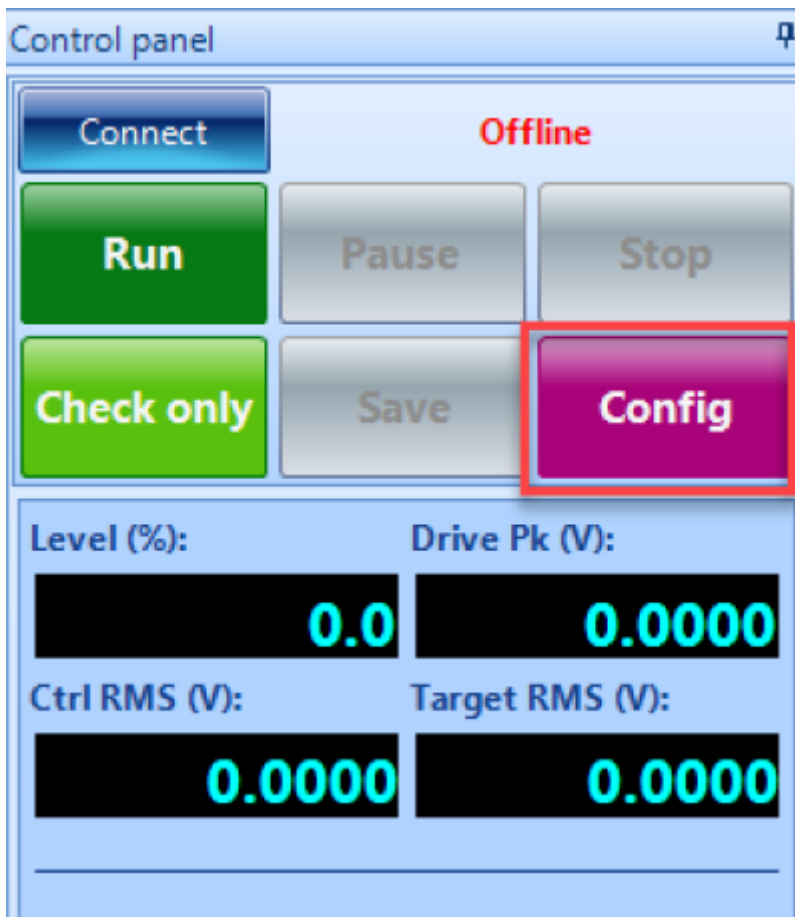 Control panel
Connect Offline
Run Pause Stop
Check only Save Config
Level (%): Drive Pk (V):
0.0 0.0000
Ctrl RMS (V): Target RMS (V):
0.0000 0.0000